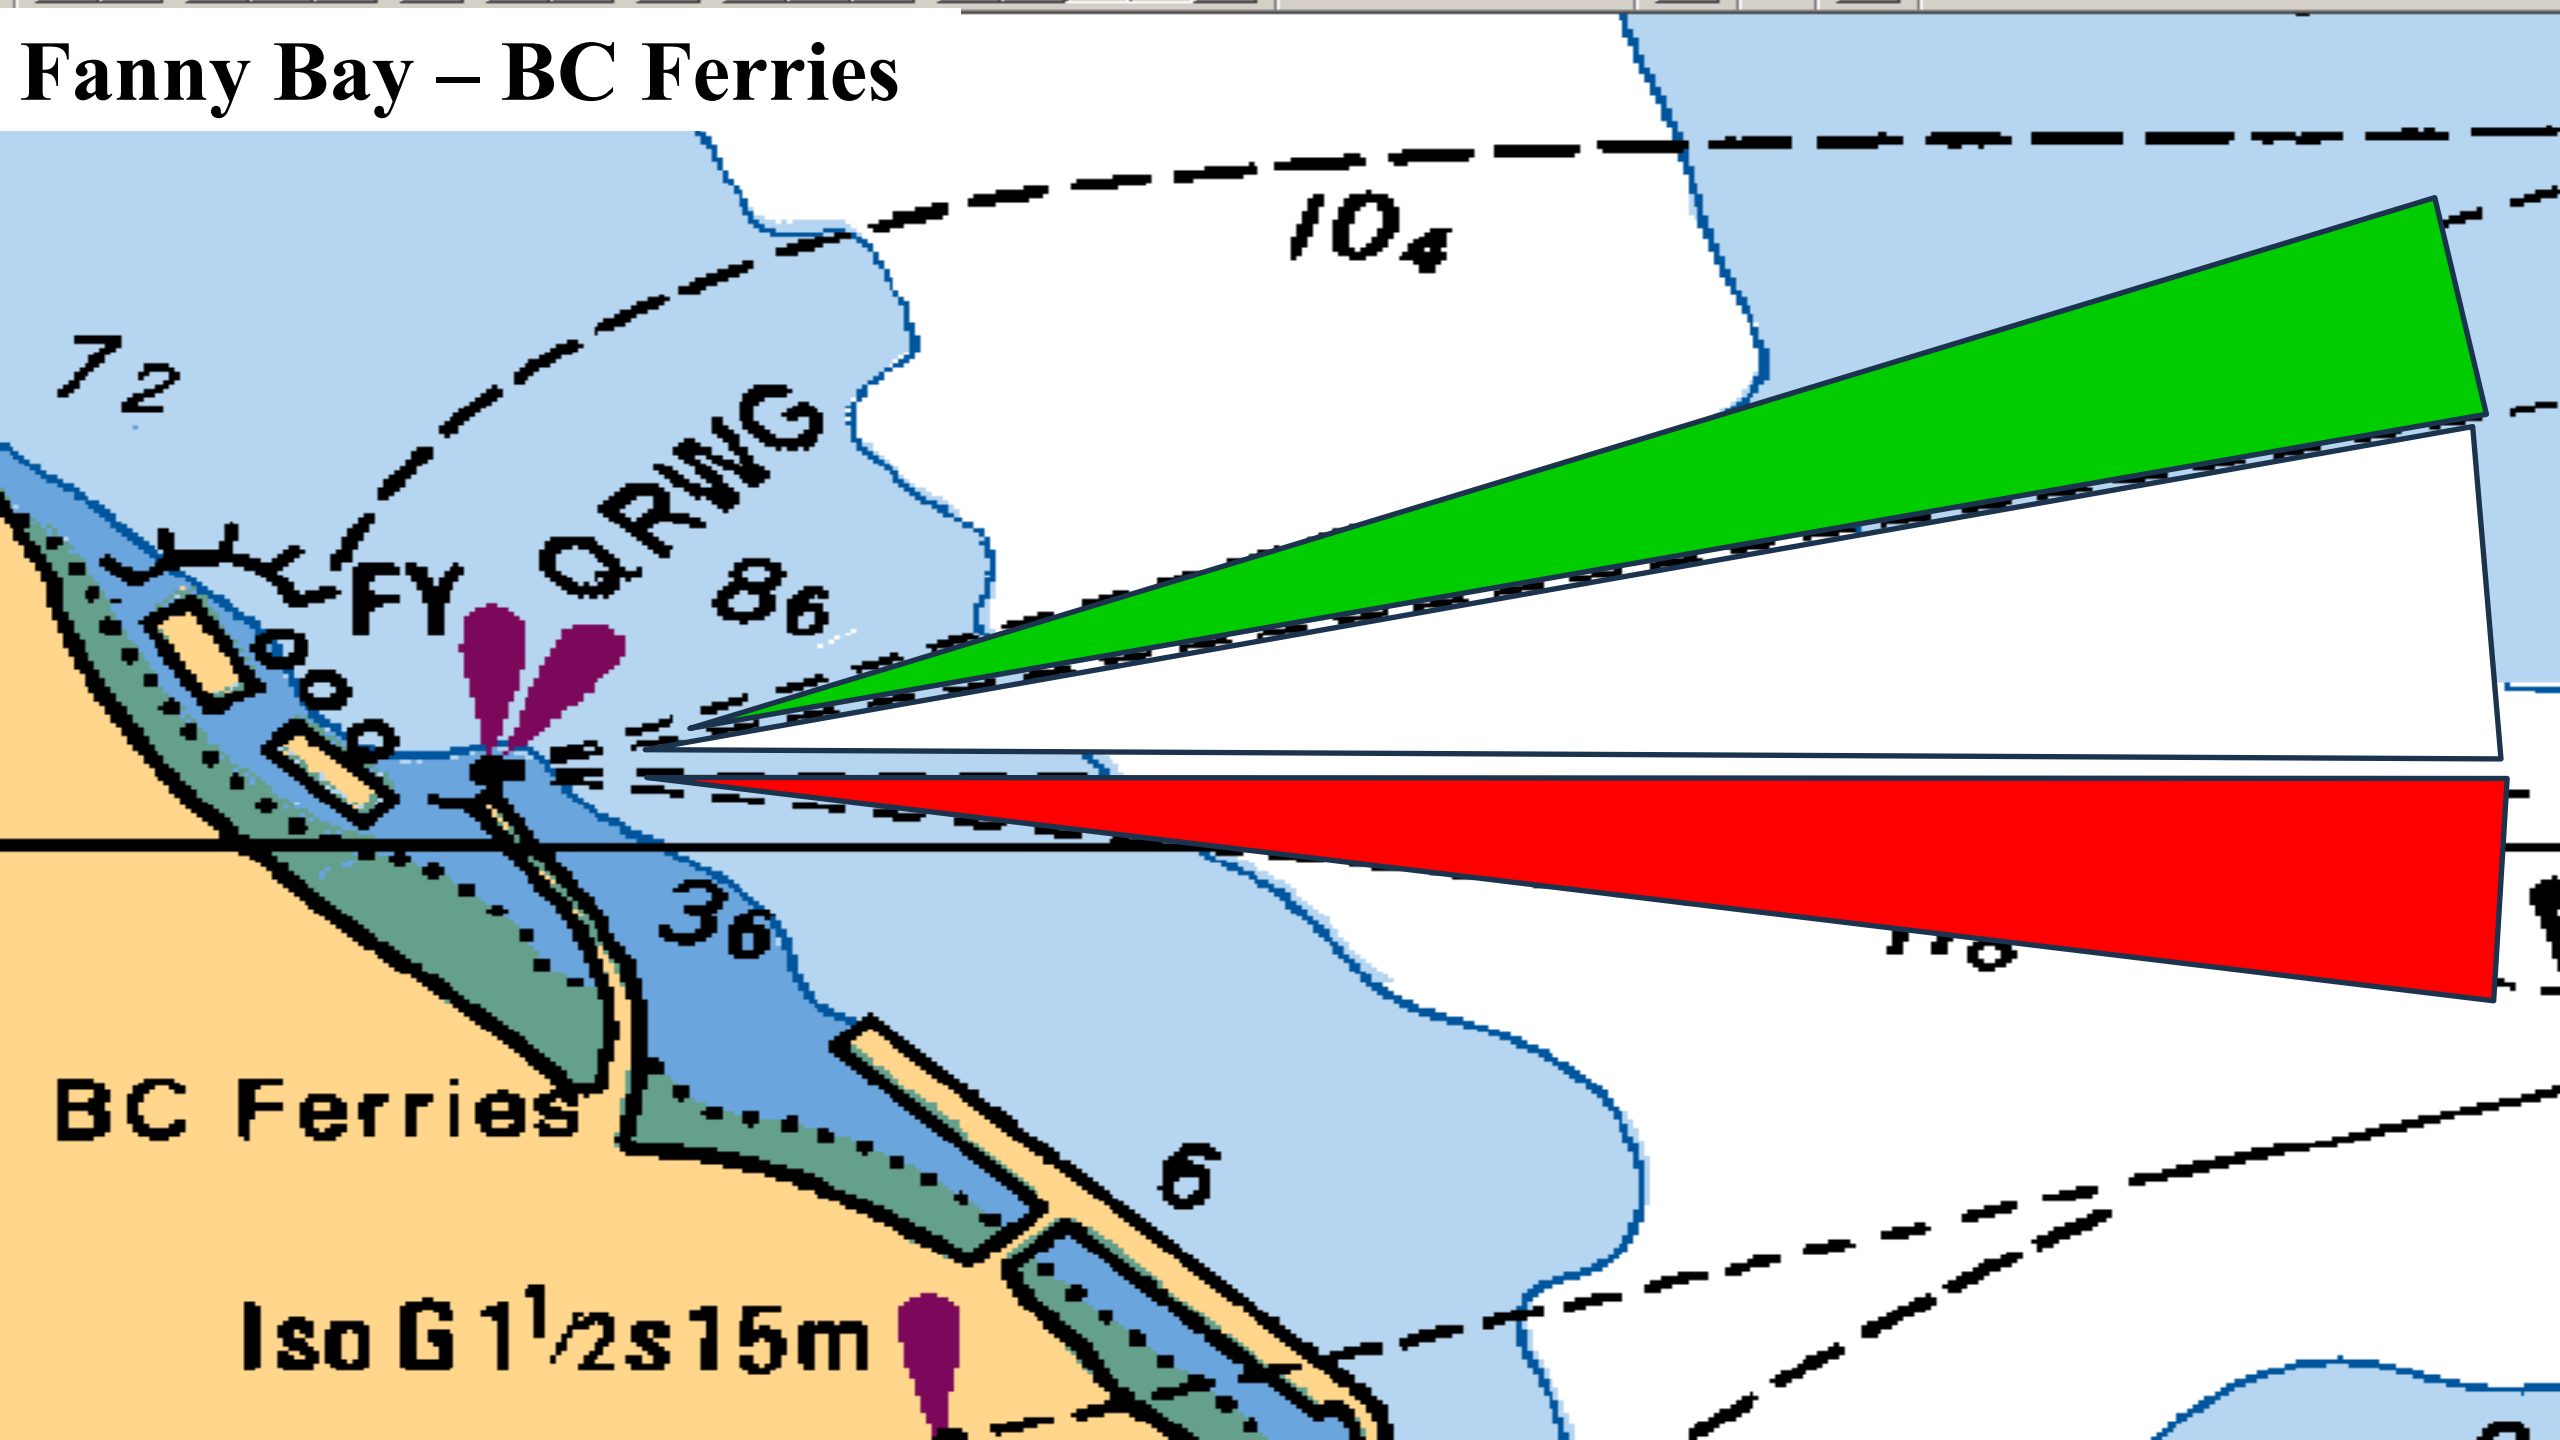 Fanny Bay – BC Ferries
10₄
7₂
QRWG
FY
8₆
3₆
BC Ferries
6
Iso G 1½s 15m